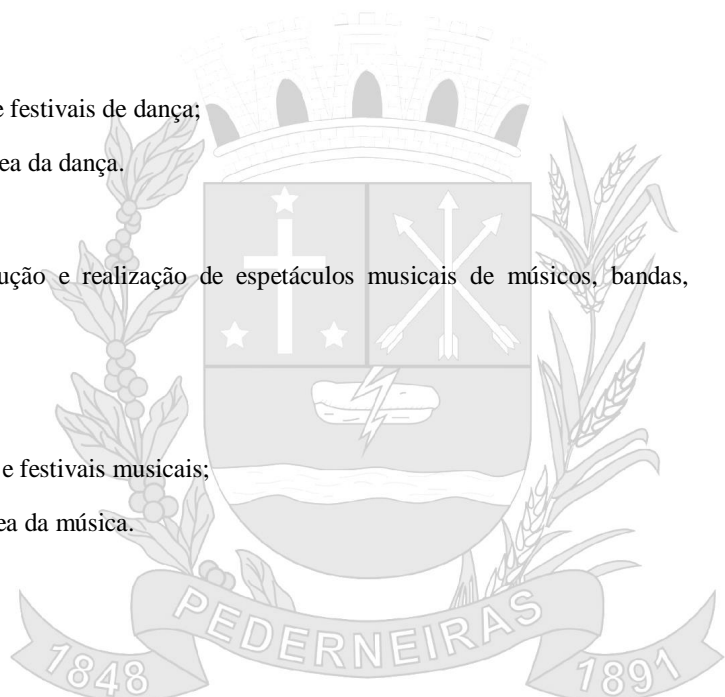 e festivais de dança;
ea da dança.
ução e realização de espetáculos musicais de músicos, bandas,
e festivais musicais;
ea da música.
PEDERNEIRAS
1848 1891